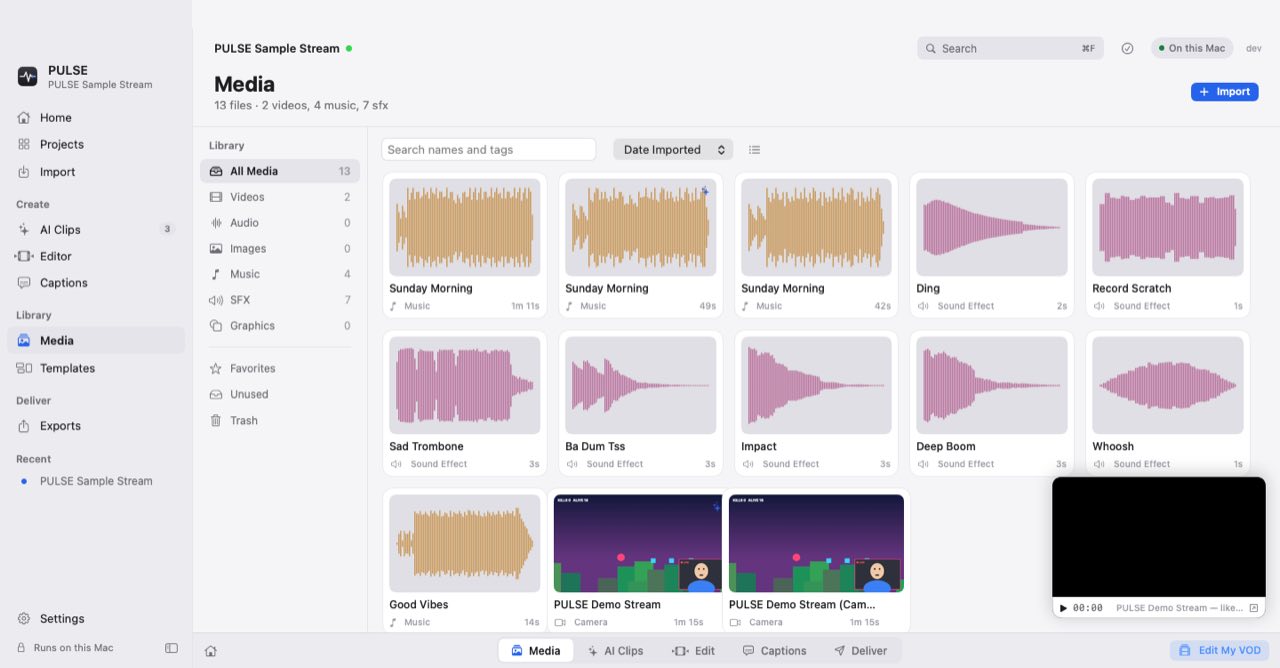 PULSE
PULSE Sample Stream
Home
Projects
Import
Create
AI Clips 3
Editor
Captions
Library
Media
Templates
Deliver
Exports
Recent
PULSE Sample Stream
Settings
Runs on this Mac
PULSE Sample Stream
Search ⌘F
On this Mac
dev
Media
13 files · 2 videos, 4 music, 7 sfx
+ Import
Library
All Media 13
Videos 2
Audio 0
Images 0
Music 4
SFX 7
Graphics 0
Favorites
Unused
Trash
Search names and tags
Date Imported
Sunday Morning
Music 1m 11s
Sunday Morning
Music 49s
Sunday Morning
Music 42s
Ding
Sound Effect 2s
Record Scratch
Sound Effect 1s
Sad Trombone
Sound Effect 3s
Ba Dum Tss
Sound Effect 3s
Impact
Sound Effect 3s
Deep Boom
Sound Effect 3s
Whoosh
Sound Effect 1s
Good Vibes
Music 14s
PULSE Demo Stream
Camera 1m 15s
PULSE Demo Stream (Cam...
Camera 1m 15s
00:00 PULSE Demo Stream — like...
Media
AI Clips
Edit
Captions
Deliver
Edit My VOD